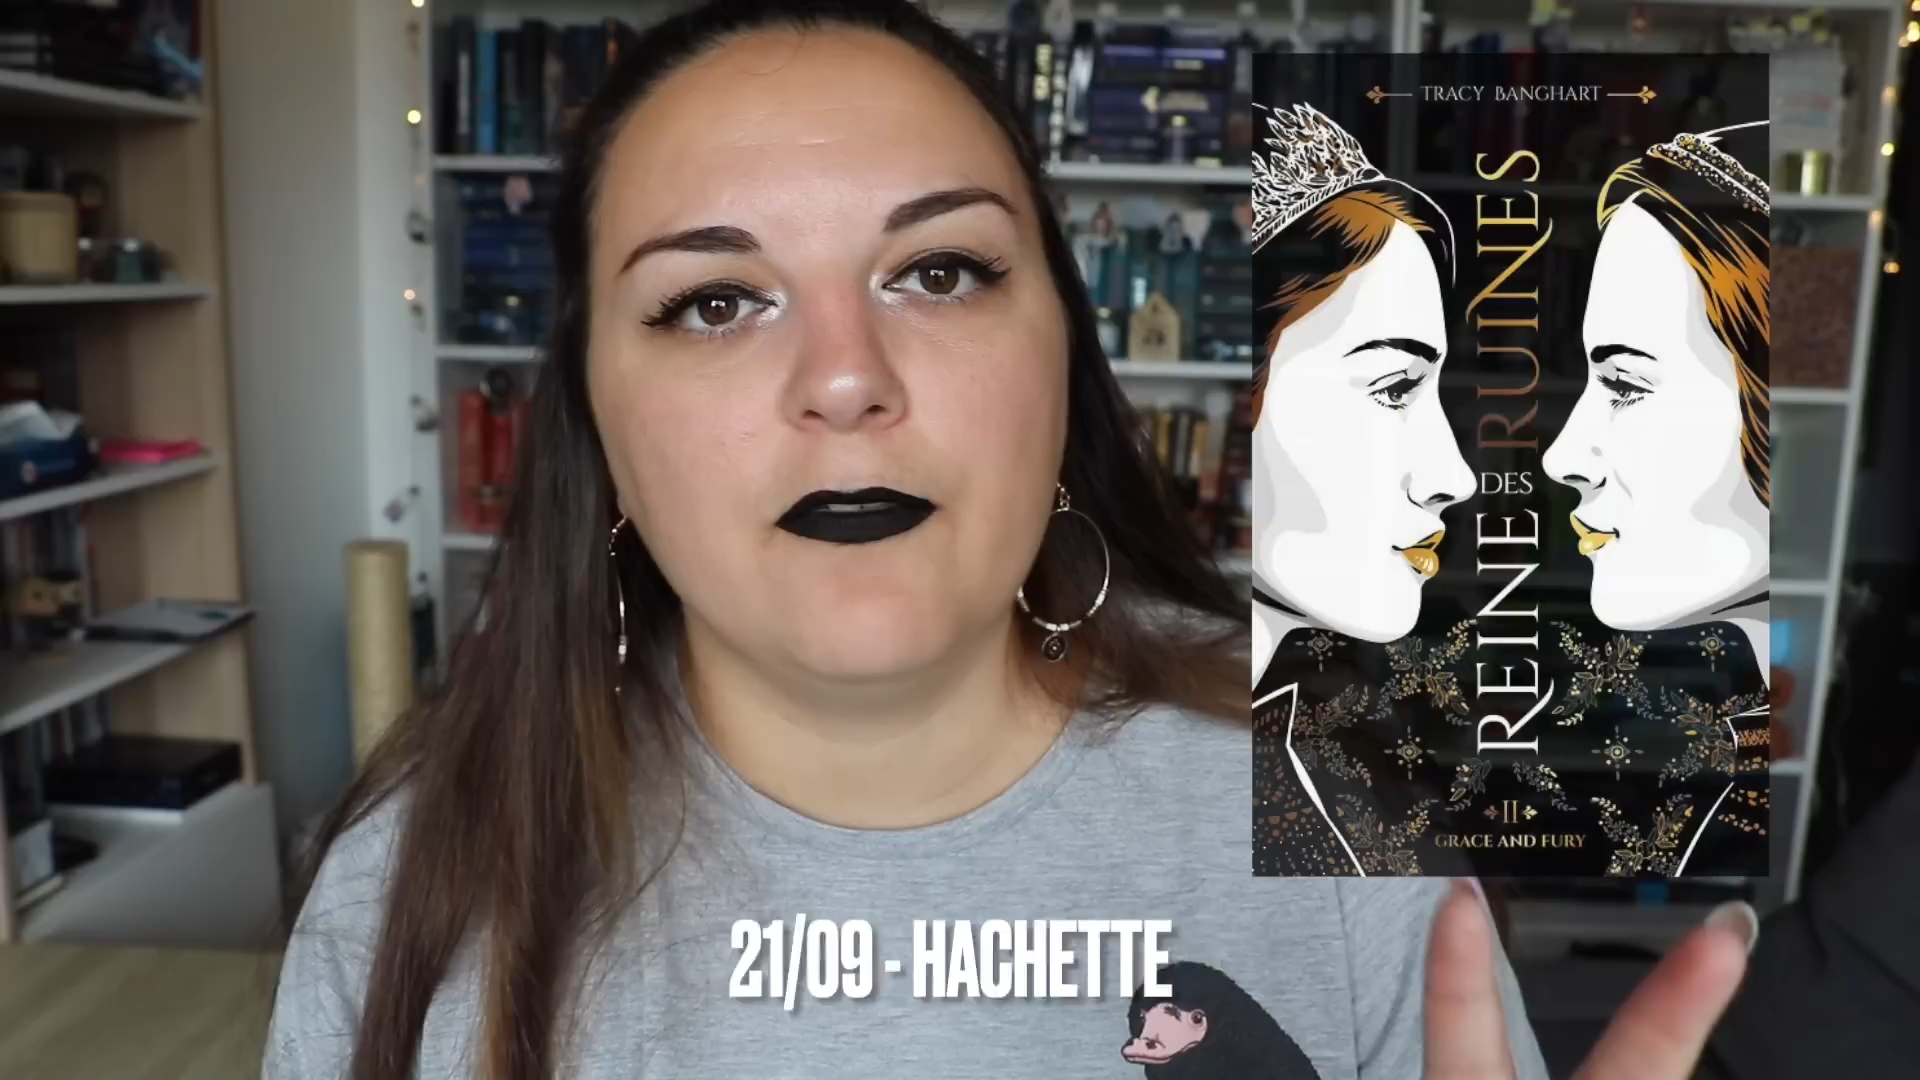 TRACY BANGHART
REINE DES RUINES
II
GRACE AND FURY
21/09 - HACHETTE